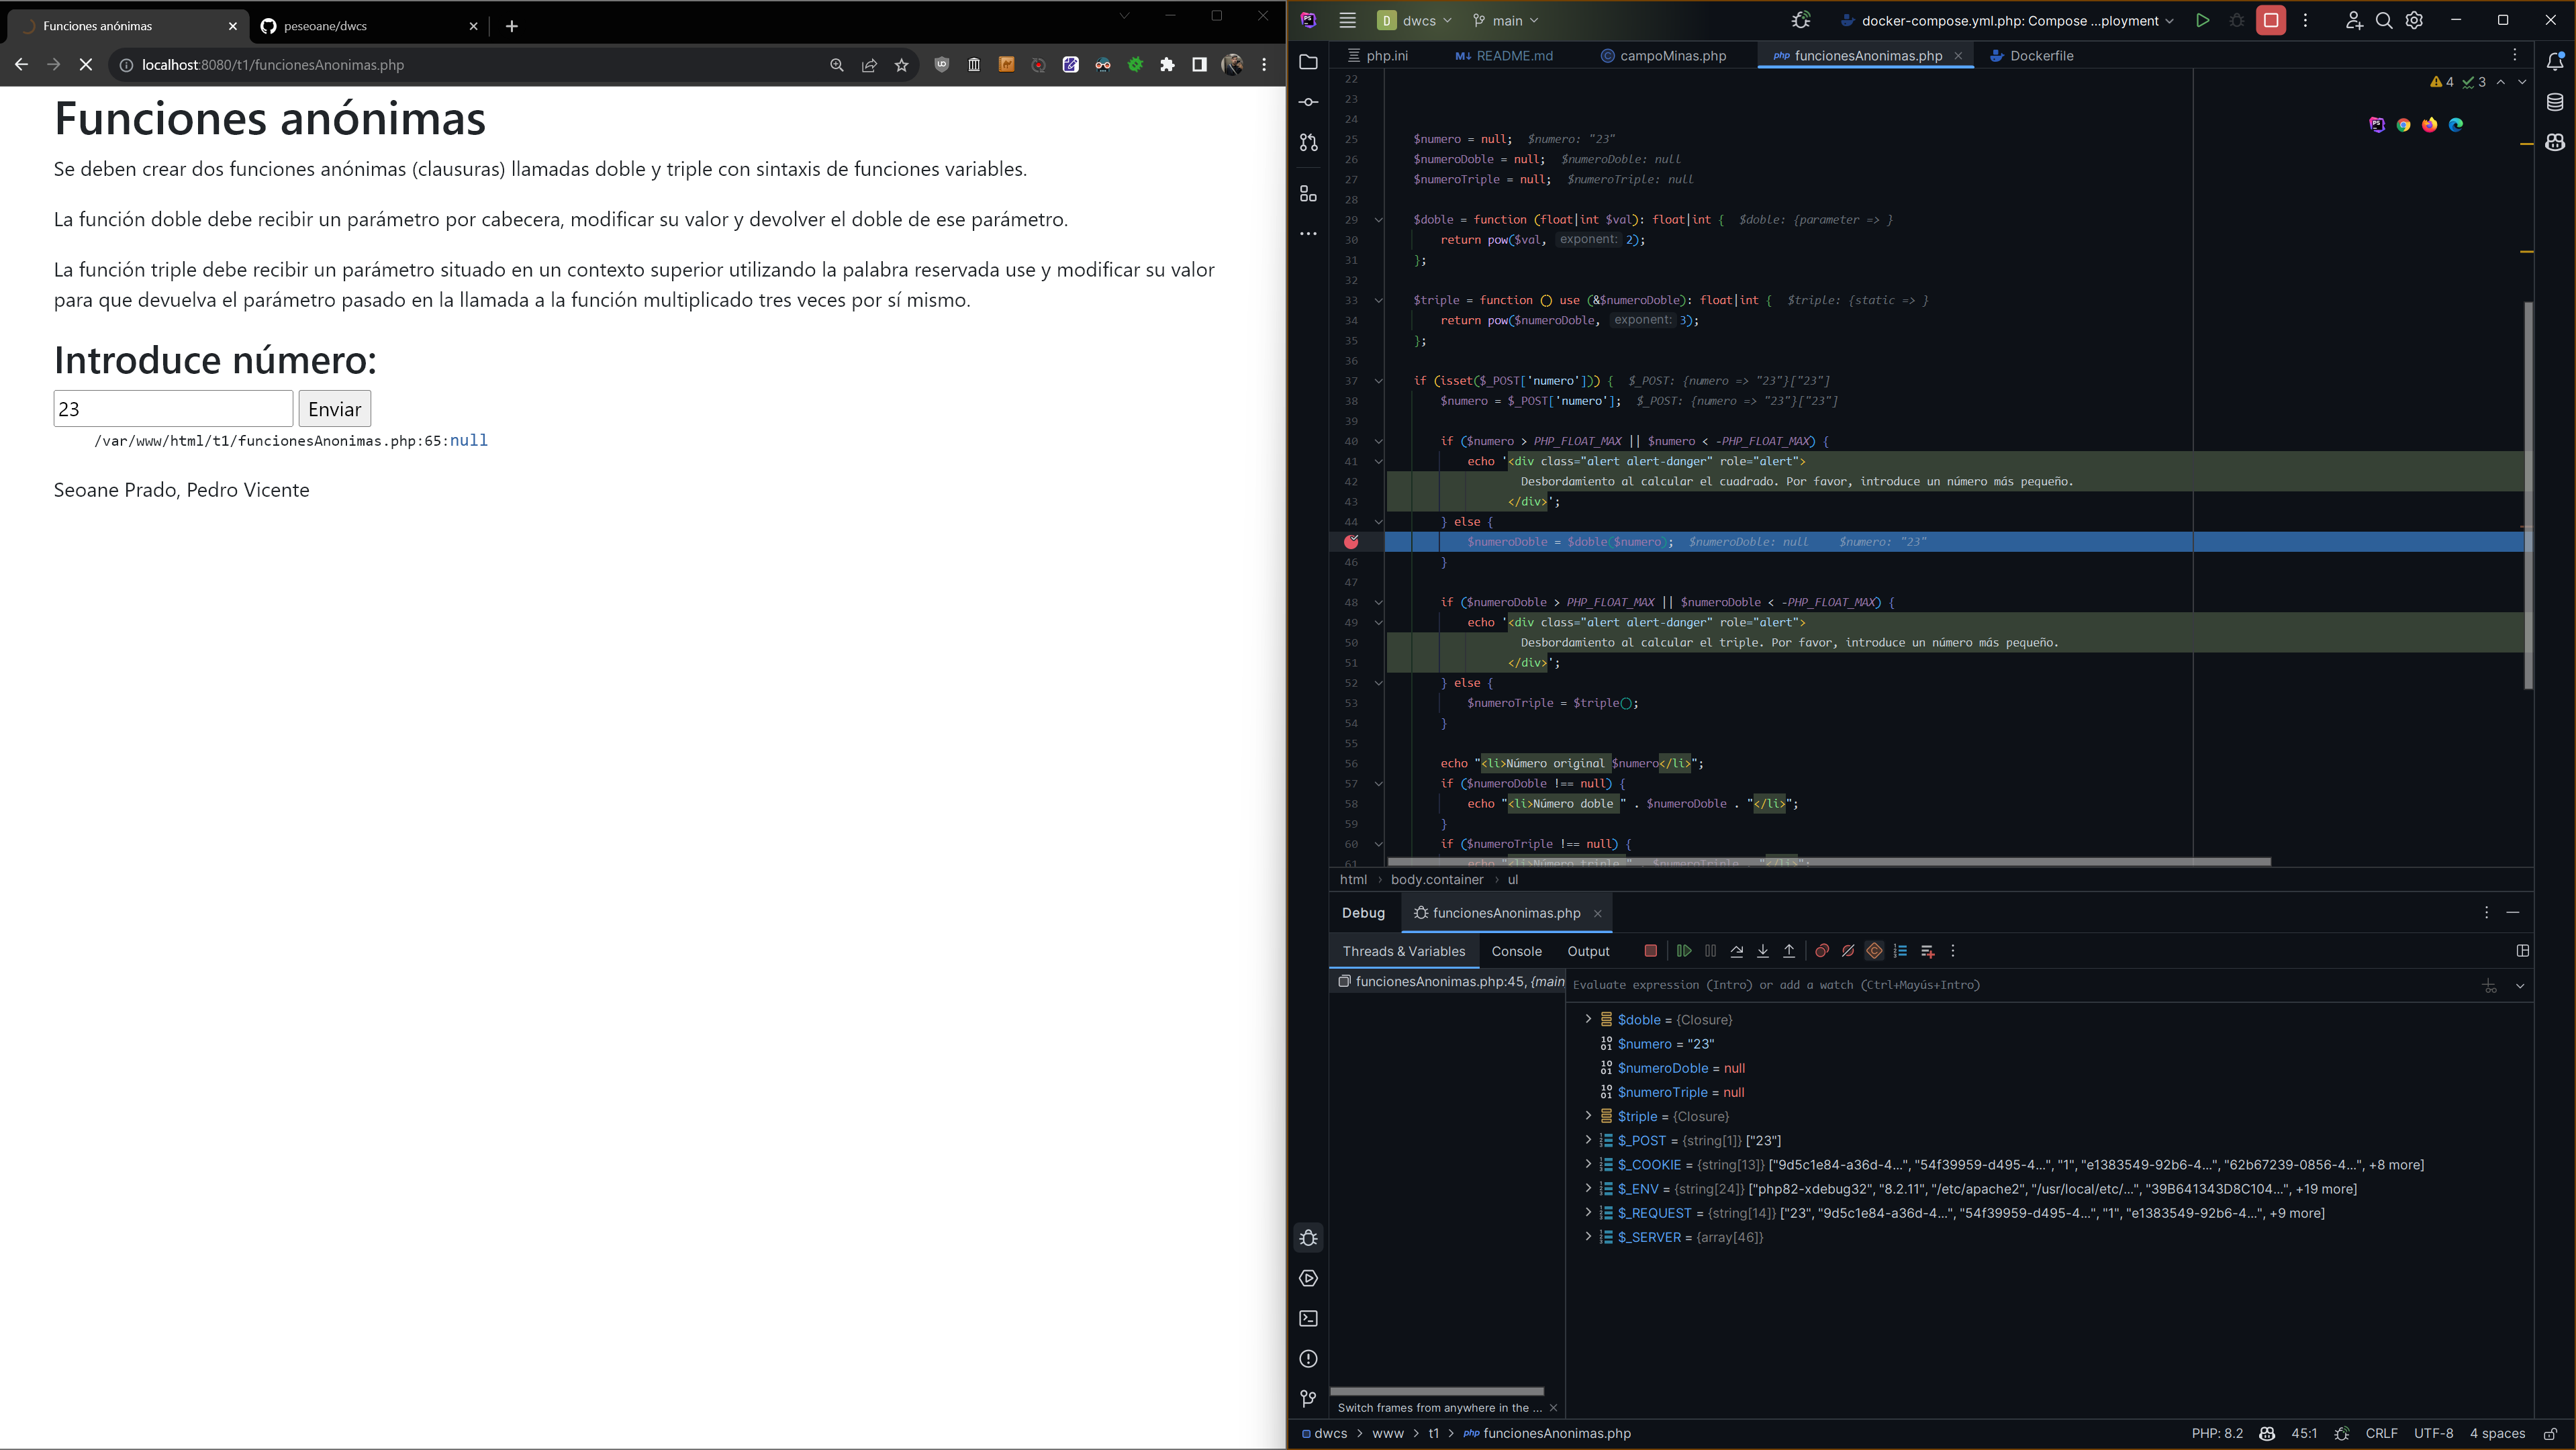 Funciones anónimas
peseoane/dwcs
localhost:8080/t1/funcionesAnonimas.php
Funciones anónimas
Se deben crear dos funciones anónimas (clausuras) llamadas doble y triple con sintaxis de funciones variables.
La función doble debe recibir un parámetro por cabecera, modificar su valor y devolver el doble de ese parámetro.
La función triple debe recibir un parámetro situado en un contexto superior utilizando la palabra reservada use y modificar su valor
para que devuelva el parámetro pasado en la llamada a la función multiplicado tres veces por sí mismo.
Introduce número:
23 Enviar
/var/www/html/t1/funcionesAnonimas.php:65:null
Seoane Prado, Pedro Vicente
D dwcs main docker-compose.yml.php: Compose ...ployment
php.ini README.md campoMinas.php php funcionesAnonimas.php Dockerfile
4 3
22
23
24
25 $numero = null; $numero: "23"
26 $numeroDoble = null; $numeroDoble: null
27 $numeroTriple = null; $numeroTriple: null
28
29 $doble = function (float|int $val): float|int { $doble: {parameter => }
30 return pow($val, exponent: 2);
31 };
32
33 $triple = function () use (&$numeroDoble): float|int { $triple: {static => }
34 return pow($numeroDoble, exponent: 3);
35 };
36
37 if (isset($_POST['numero'])) { $_POST: {numero => "23"}["23"]
38 $numero = $_POST['numero']; $_POST: {numero => "23"}["23"]
39
40 if ($numero > PHP_FLOAT_MAX || $numero < -PHP_FLOAT_MAX) {
41 echo '<div class="alert alert-danger" role="alert">
42 Desbordamiento al calcular el cuadrado. Por favor, introduce un número más pequeño.
43 </div>';
44 } else {
$numeroDoble = $doble($numero); $numeroDoble: null $numero: "23"
46 }
47
48 if ($numeroDoble > PHP_FLOAT_MAX || $numeroDoble < -PHP_FLOAT_MAX) {
49 echo '<div class="alert alert-danger" role="alert">
50 Desbordamiento al calcular el triple. Por favor, introduce un número más pequeño.
51 </div>';
52 } else {
53 $numeroTriple = $triple();
54 }
55
56 echo "<li>Número original $numero</li>";
57 if ($numeroDoble !== null) {
58 echo "<li>Número doble " . $numeroDoble . "</li>";
59 }
60 if ($numeroTriple !== null) {
61 echo "<li>Número triple " . $numeroTriple . "</li>";
html > body.container > ul
Debug funcionesAnonimas.php
Threads & Variables Console Output
funcionesAnonimas.php:45, {main
Evaluate expression (Intro) or add a watch (Ctrl+Mayús+Intro)
$doble = {Closure}
$numero = "23"
$numeroDoble = null
$numeroTriple = null
$triple = {Closure}
$_POST = {string[1]} ["23"]
$_COOKIE = {string[13]} ["9d5c1e84-a36d-4...", "54f39959-d495-4...", "1", "e1383549-92b6-4...", "62b67239-0856-4...", +8 more]
$_ENV = {string[24]} ["php82-xdebug32", "8.2.11", "/etc/apache2", "/usr/local/etc/...", "39B641343D8C104...", +19 more]
$_REQUEST = {string[14]} ["23", "9d5c1e84-a36d-4...", "54f39959-d495-4...", "1", "e1383549-92b6-4...", +9 more]
$_SERVER = {array[46]}
Switch frames from anywhere in the ...
dwcs > www > t1 > php funcionesAnonimas.php
PHP: 8.2 45:1 CRLF UTF-8 4 spaces